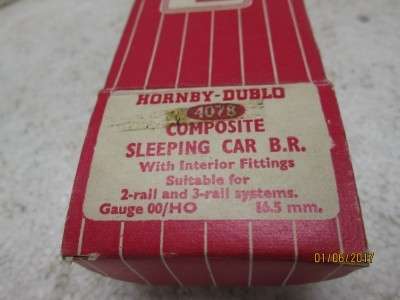 HORNBY-DUBLO
4078
COMPOSITE
SLEEPING CAR B.R.
With Interior Fittings
Suitable for
2-rail and 3-rail systems.
Gauge 00/HO 16.5 mm.
01/06/2017